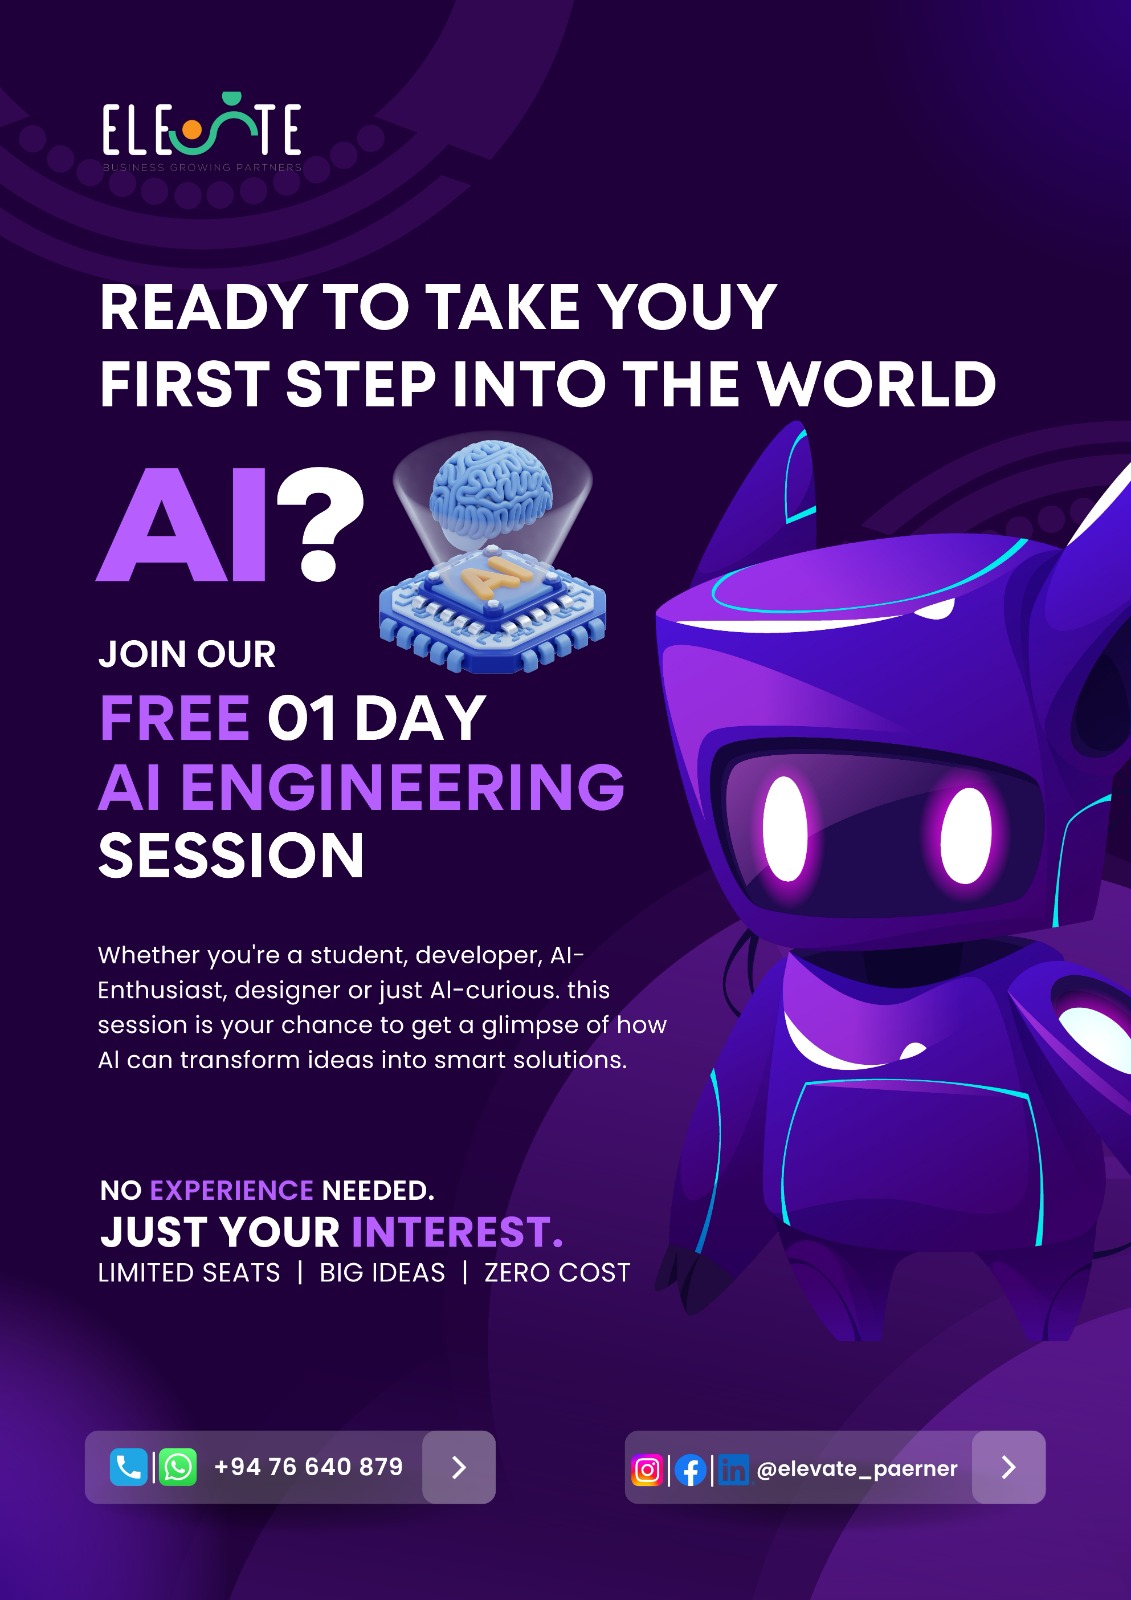 ELEVATE
BUSINESS GROWING PARTNERS
READY TO TAKE YOUY
FIRST STEP INTO THE WORLD
AI?
AI
JOIN OUR
FREE 01 DAY
AI ENGINEERING
SESSION
Whether you're a student, developer, AI-
Enthusiast, designer or just AI-curious. this
session is your chance to get a glimpse of how
AI can transform ideas into smart solutions.
NO EXPERIENCE NEEDED.
JUST YOUR INTEREST.
LIMITED SEATS | BIG IDEAS | ZERO COST
+94 76 640 879
in @elevate_paerner